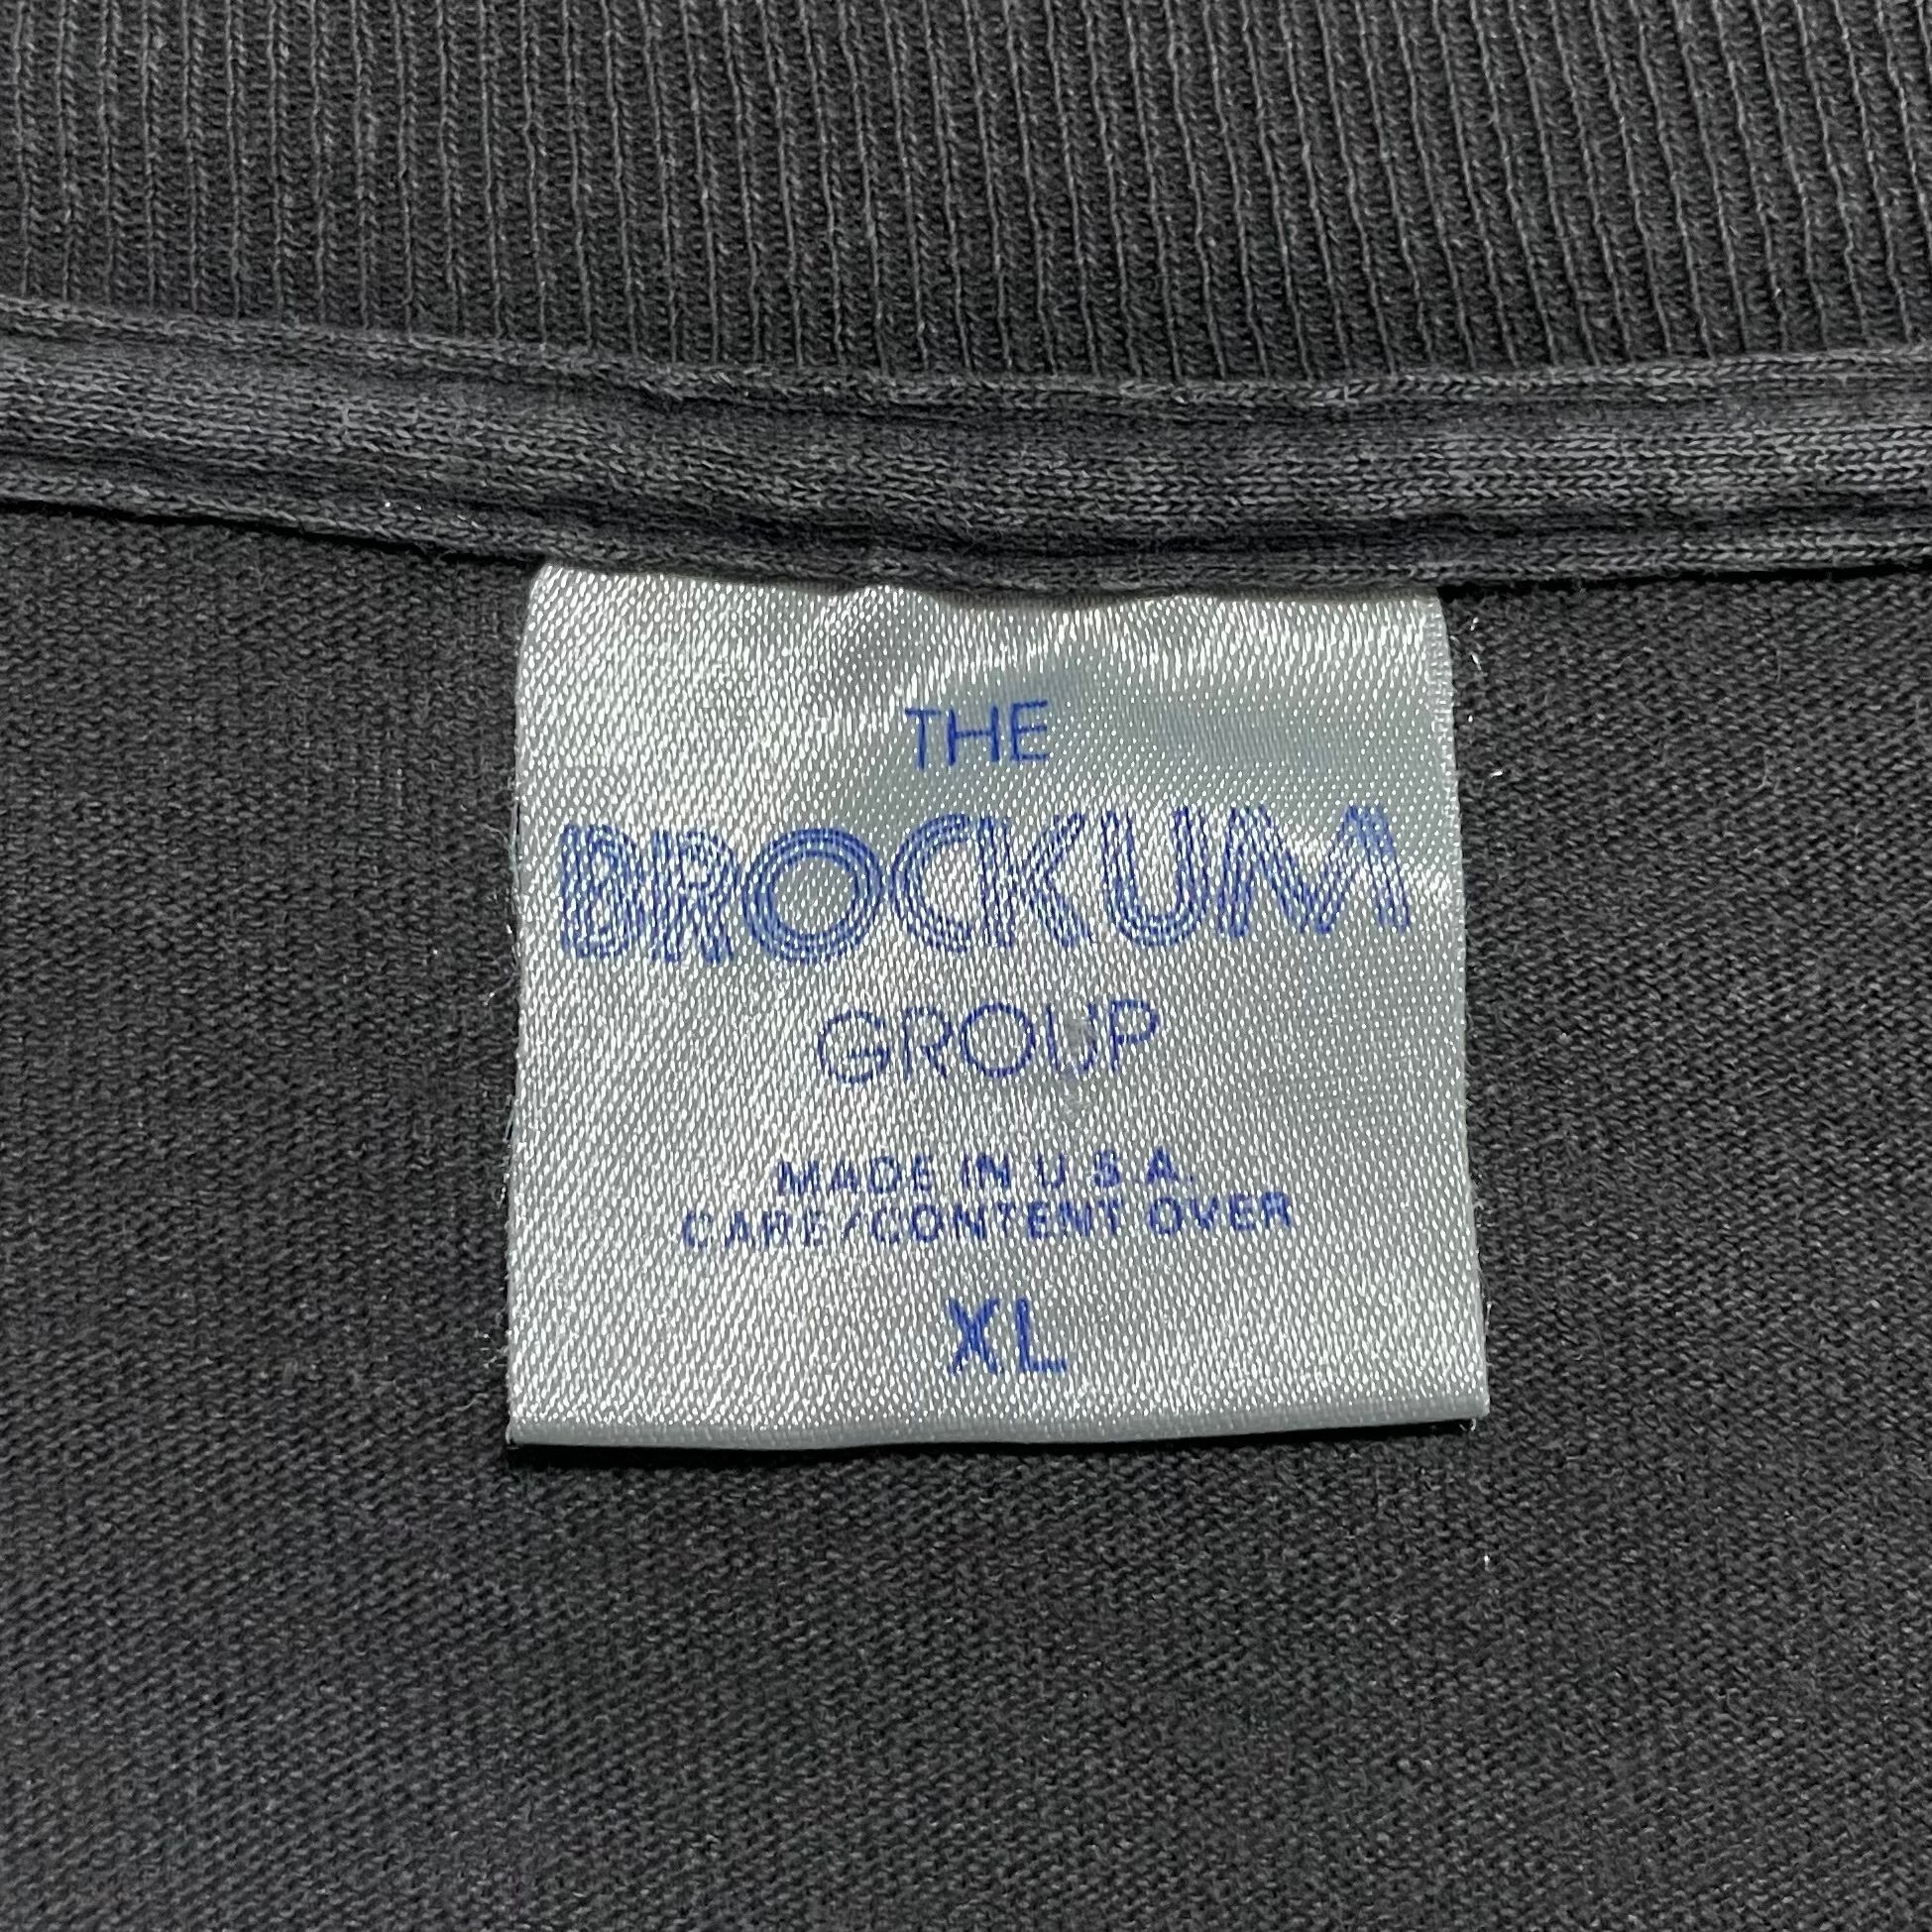 THE
BROCKUM
GROUP
MADE IN U.S.A.
CARE/CONTENT OVER
XL